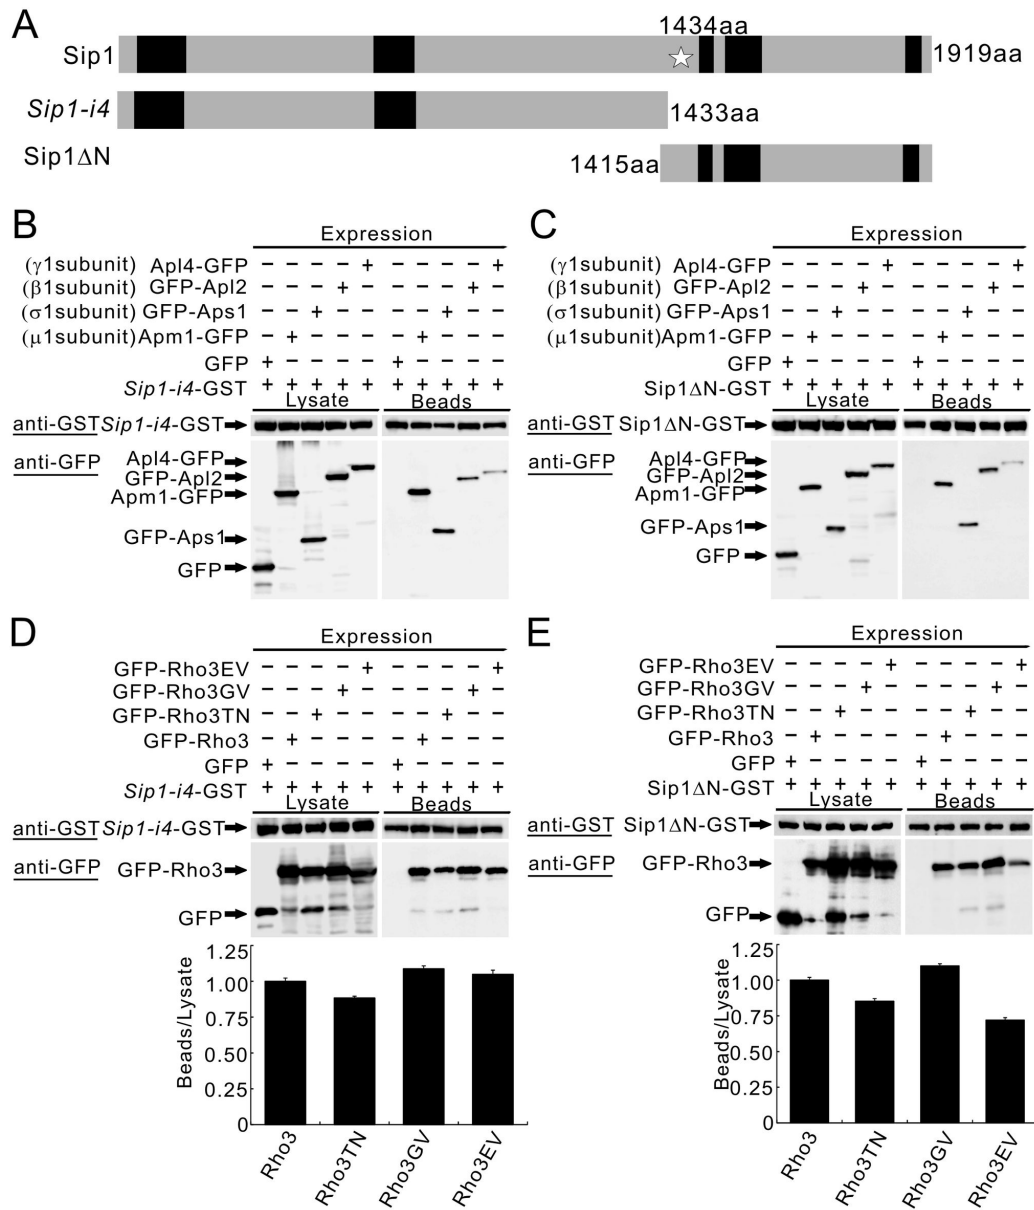 A
1434aa
Sip1
1919aa
Sip1-i4
1433aa
Sip1ΔN
1415aa
B
Expression
(γ1subunit) Apl4-GFP − − − − + − − − − +
(β1subunit) GFP-Apl2 − − − + − − − − + −
(σ1subunit) GFP-Aps1 − − + − − − − + − −
(μ1subunit)Apm1-GFP − + − − − − + − − −
GFP + − − − − + − − − −
Sip1-i4-GST + + + + + + + + + +
Lysate Beads
anti-GST Sip1-i4-GST
anti-GFP Apl4-GFP
GFP-Apl2
Apm1-GFP
GFP-Aps1
GFP
C
Expression
(γ1subunit) Apl4-GFP − − − − + − − − − +
(β1subunit) GFP-Apl2 − − − + − − − − + −
(σ1subunit) GFP-Aps1 − − + − − − − + − −
(μ1subunit)Apm1-GFP − + − − − − + − − −
GFP + − − − − + − − − −
Sip1ΔN-GST + + + + + + + + + +
Lysate Beads
anti-GST Sip1ΔN-GST
anti-GFP Apl4-GFP
GFP-Apl2
Apm1-GFP
GFP-Aps1
GFP
D
Expression
GFP-Rho3EV − − − − + − − − − +
GFP-Rho3GV − − − + − − − − + −
GFP-Rho3TN − − + − − − − + − −
GFP-Rho3 − + − − − − + − − −
GFP + − − − − + − − − −
Sip1-i4-GST + + + + + + + + + +
Lysate Beads
anti-GST Sip1-i4-GST
anti-GFP GFP-Rho3
GFP
Beads/Lysate
1.25
1.00
0.75
0.50
0.25
0
Rho3
Rho3TN
Rho3GV
Rho3EV
E
Expression
GFP-Rho3EV − − − − + − − − − +
GFP-Rho3GV − − − + − − − − + −
GFP-Rho3TN − − + − − − − + − −
GFP-Rho3 − + − − − − + − − −
GFP + − − − − + − − − −
Sip1ΔN-GST + + + + + + + + + +
Lysate Beads
anti-GST Sip1ΔN-GST
anti-GFP GFP-Rho3
GFP
Beads/Lysate
1.25
1.00
0.75
0.50
0.25
0
Rho3
Rho3TN
Rho3GV
Rho3EV